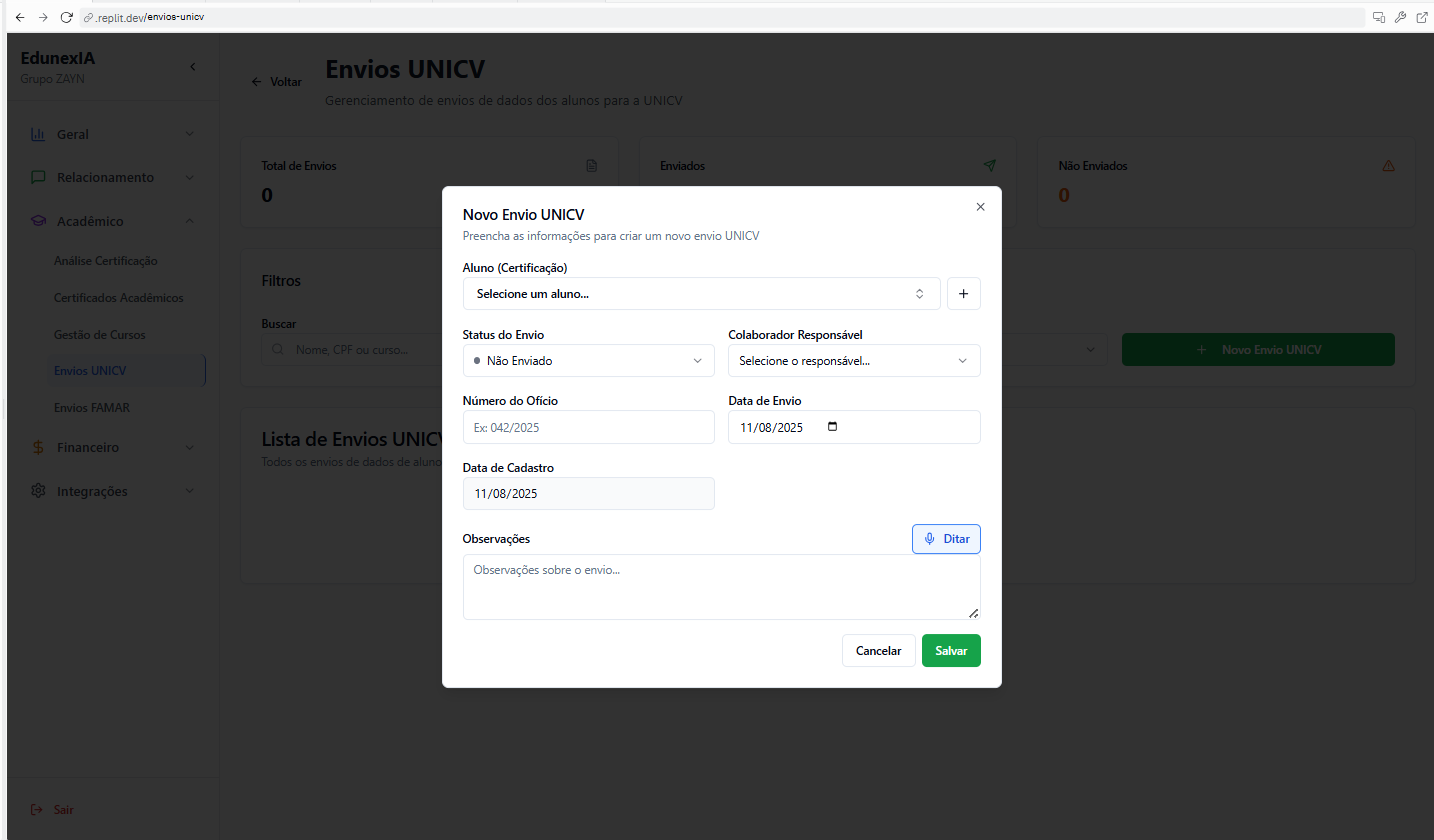 .replit.dev/envios-unicv
EdunexIA
Grupo ZAYN
Geral
Relacionamento
Acadêmico
Análise Certificação
Certificados Acadêmicos
Gestão de Cursos
Envios UNICV
Envios FAMAR
Financeiro
Integrações
Sair
Voltar
Envios UNICV
Gerenciamento de envios de dados dos alunos para a UNICV
Total de Envios
0
Enviados
Não Enviados
0
Filtros
Buscar
Nome, CPF ou curso...
Novo Envio UNICV
Lista de Envios UNICV
Todos os envios de dados de aluno
Novo Envio UNICV
Preencha as informações para criar um novo envio UNICV
Aluno (Certificação)
Selecione um aluno...
Status do Envio
Não Enviado
Colaborador Responsável
Selecione o responsável...
Número do Ofício
Ex: 042/2025
Data de Envio
11/08/2025
Data de Cadastro
11/08/2025
Observações
Ditar
Observações sobre o envio...
Cancelar
Salvar